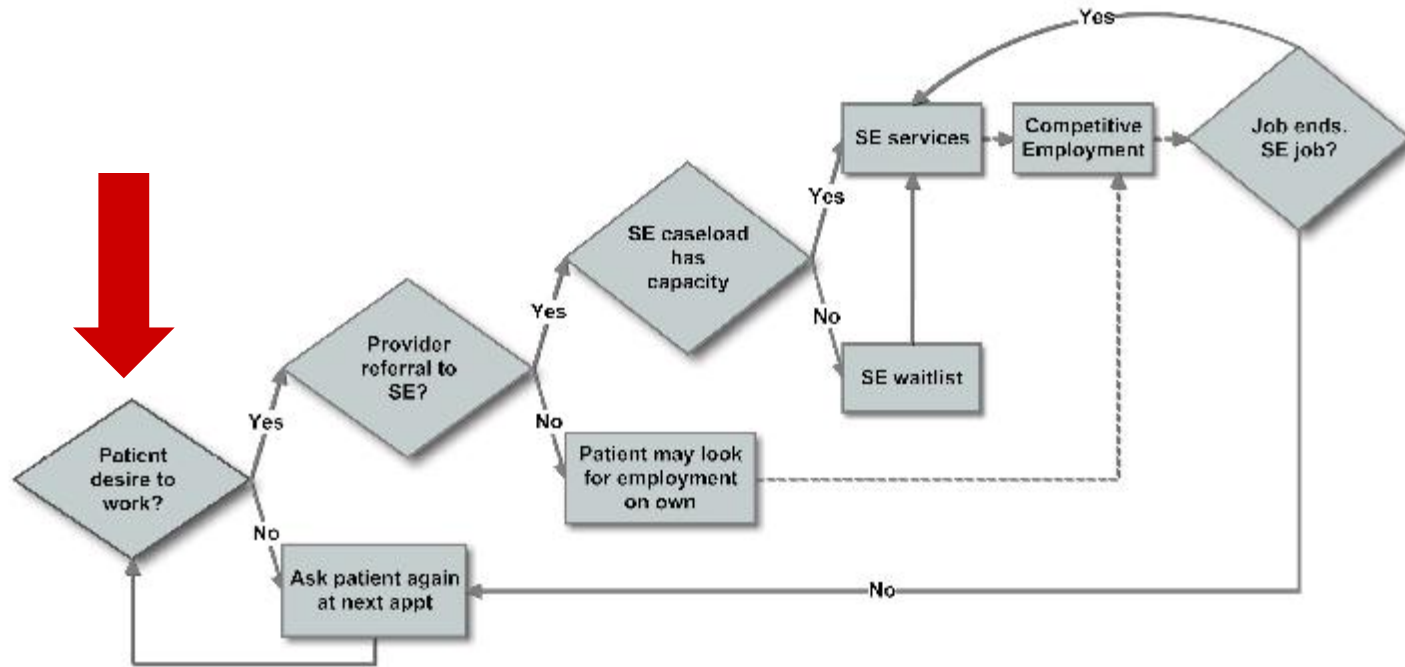 Yes
SE services
Competitive
Employment
Job ends.
SE job?
Yes
SE caseload
has
capacity
No
Yes
Provider
referral to
SE?
SE waitlist
Yes
No
Patient
desire to
work?
Patient may look
for employment
on own
No
Ask patient again
at next appt
No